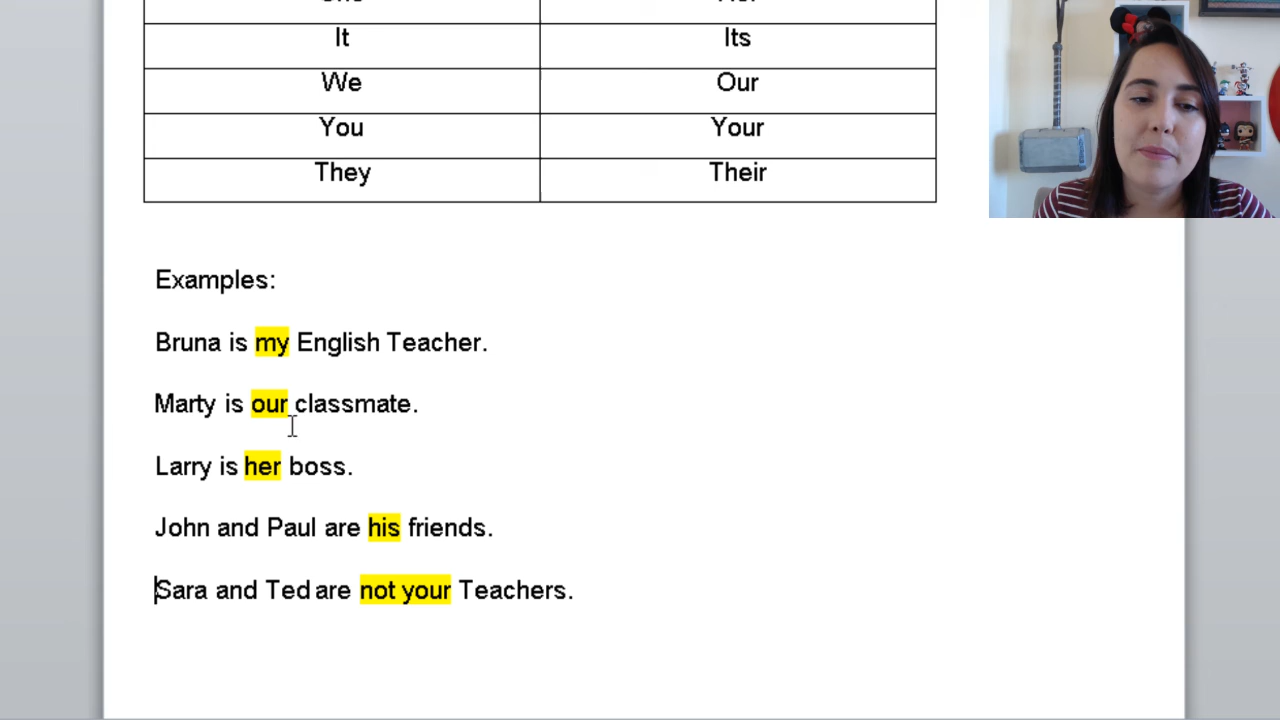 It Its
We Our
You Your
They Their
Examples:
Bruna is my English Teacher.
Marty is our classmate.
Larry is her boss.
John and Paul are his friends.
Sara and Ted are not your Teachers.